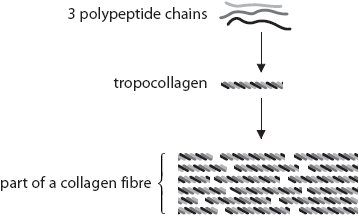 3 polypeptide chains
tropocollagen
part of a collagen fibre